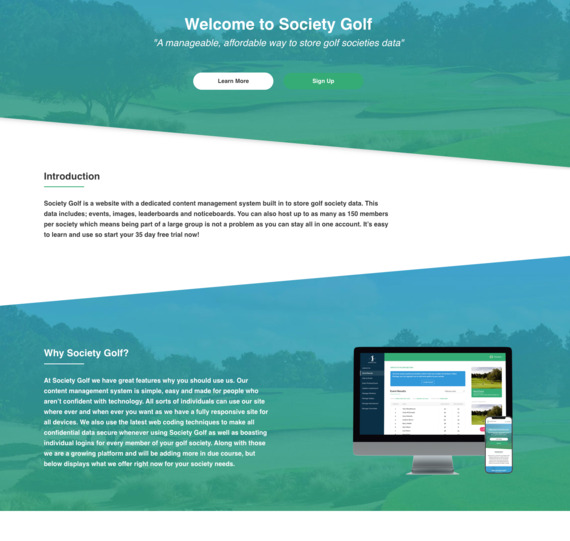 Welcome to Society Golf
"A manageable, affordable way to store golf societies data"
Learn More
Sign Up
Introduction
Society Golf is a website with a dedicated content management system built in to store golf society data. This
data includes; events, images, leaderboards and noticeboards. You can also host up to as many as 150 members
per society which means being part of a large group is not a problem as you can stay all in one account. It's easy
to learn and use so start your 35 day free trial now!
Why Society Golf?
At Society Golf we have great features why you should use us. Our
content management system is simple, easy and made for people who
aren't confident with technology. All sorts of individuals can use our site
where ever and when ever you want as we have a fully responsive site for
all devices. We also use the latest web coding techniques to make all
confidential data secure whenever using Society Golf as well as boasting
individual logins for every member of your golf society. Along with those
we are a growing platform and will be adding more in due course, but
below displays what we offer right now for your society needs.